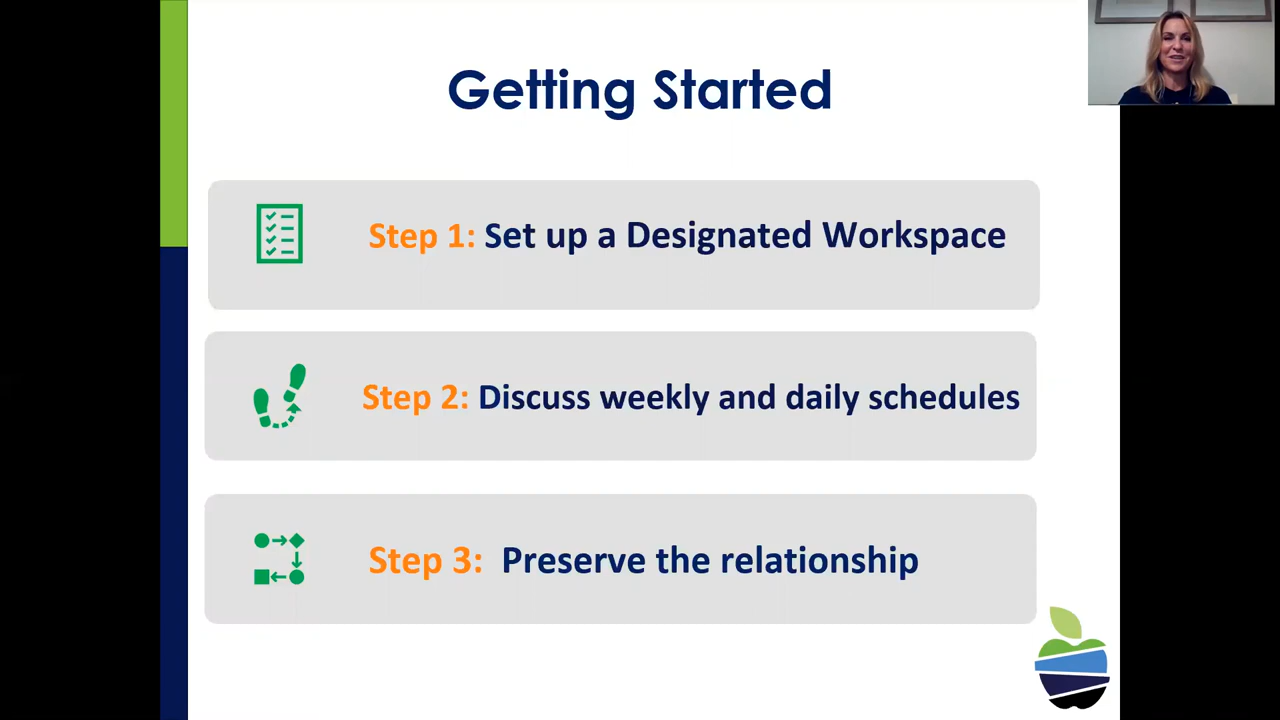 Getting Started
Step 1: Set up a Designated Workspace
Step 2: Discuss weekly and daily schedules
Step 3: Preserve the relationship